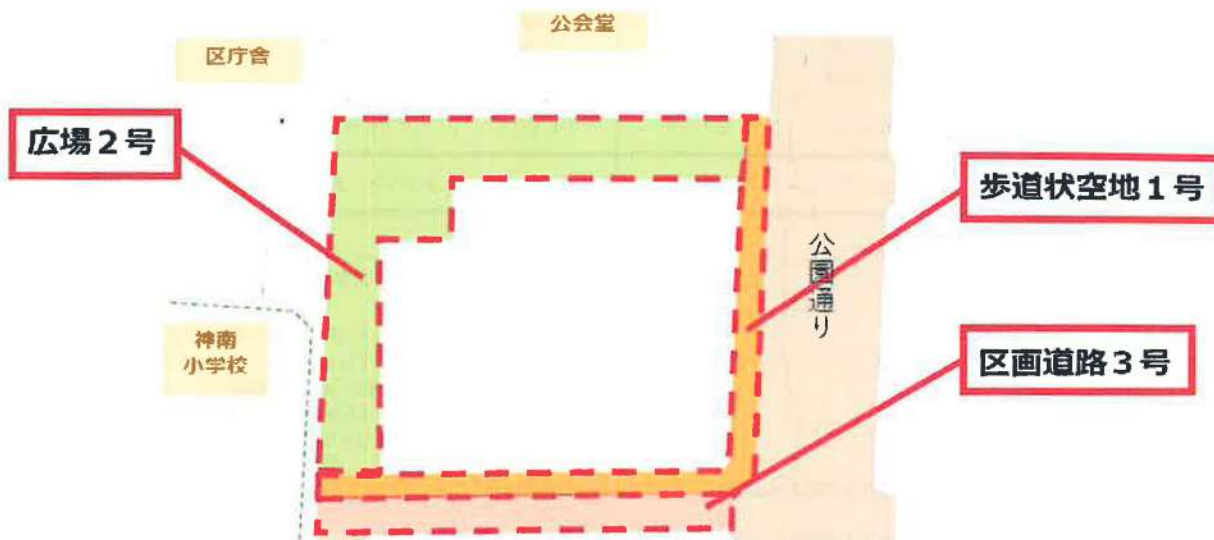 公会堂
区庁舎
広場２号
歩道状空地１号
公園通り
神南
小学校
区画道路３号